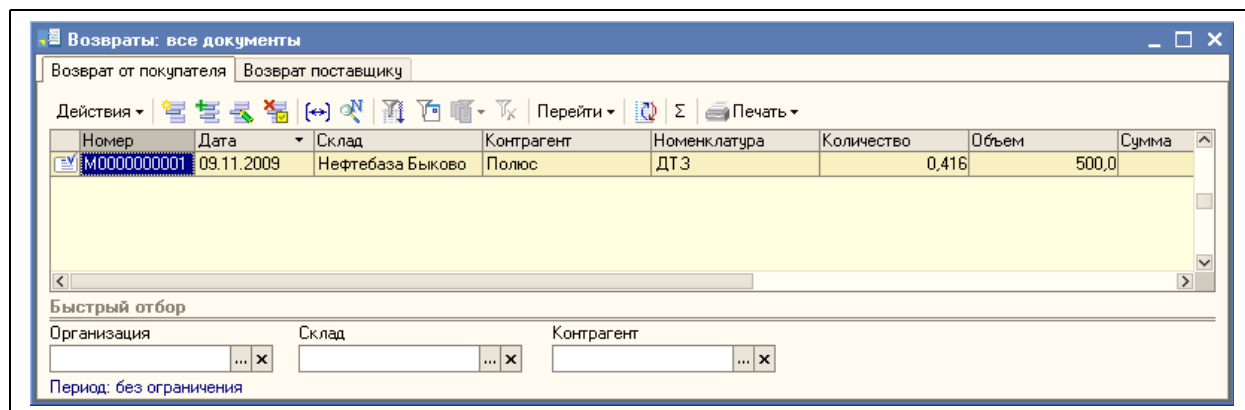 Возвраты: все документы
Возврат от покупателя Возврат поставщику
Действия Перейти Σ Печать
Номер Дата Склад Контрагент Номенклатура Количество Объем Сумма
М0000000001 09.11.2009 Нефтебаза Быково Полюс ДТ З 0,416 500,0
Быстрый отбор
Организация Склад Контрагент
... x ... x ... x
Период: без ограничения